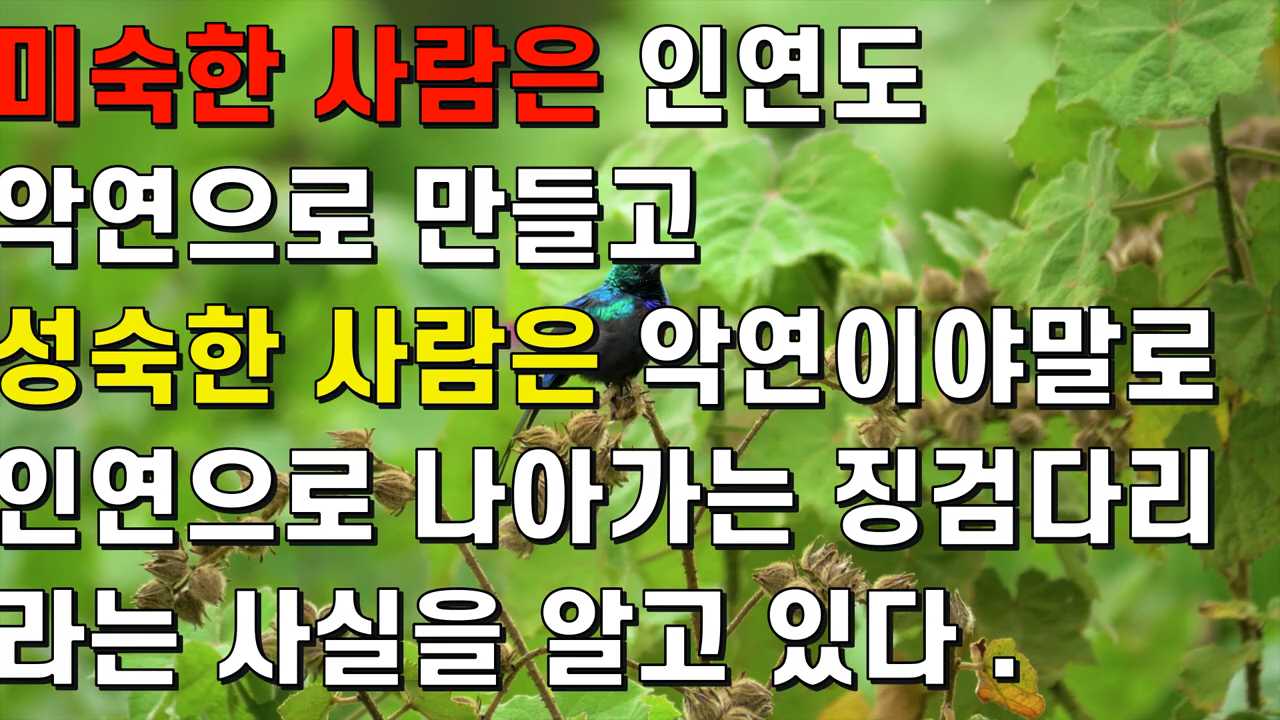 미숙한 사람은 인연도
악연으로 만들고
성숙한 사람은 악연이야말로
인연으로 나아가는 징검다리
라는 사실을 알고 있다.